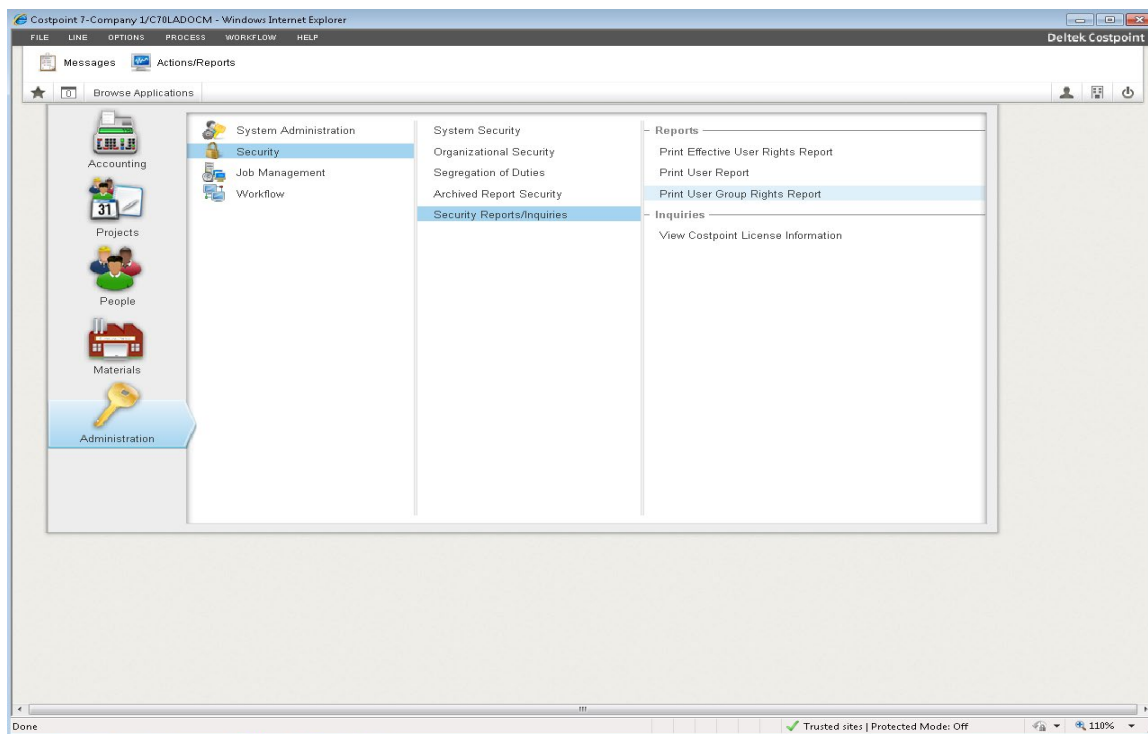 Costpoint 7-Company 1/C70LADOCM - Windows Internet Explorer
FILE LINE OPTIONS PROCESS WORKFLOW HELP Deltek Costpoint
Messages Actions/Reports
0 Browse Applications
Accounting
31
Projects
People
Materials
Administration
System Administration
Security
Job Management
Workflow
System Security
Organizational Security
Segregation of Duties
Archived Report Security
Security Reports/Inquiries
Reports
Print Effective User Rights Report
Print User Report
Print User Group Rights Report
Inquiries
View Costpoint License Information
Done Trusted sites | Protected Mode: Off 110%